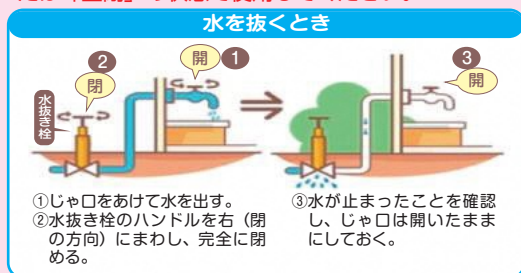 水を抜くとき
②
閉
開
①
③
開
水抜き栓
①じゃ口をあけて水を出す。
②水抜き栓のハンドルを右（閉
の方向）にまわし、完全に閉
める。
③水が止まったことを確認
し、じゃ口は開いたまま
にしておく。